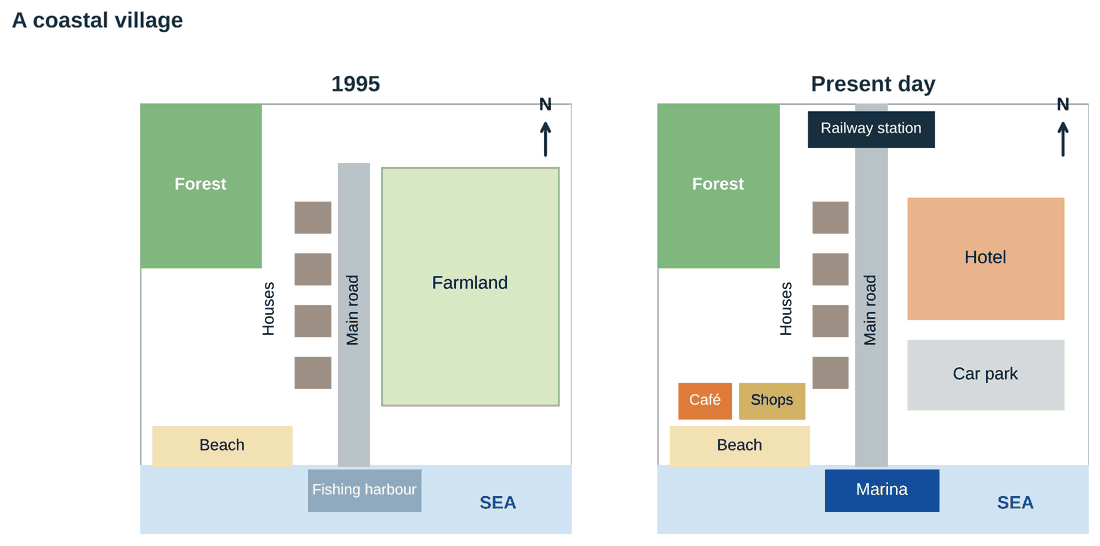 A coastal village
1995
N
Forest
Houses
Main road
Farmland
Beach
Fishing harbour
SEA
Present day
N
Railway station
Forest
Houses
Main road
Hotel
Car park
Café
Shops
Beach
Marina
SEA